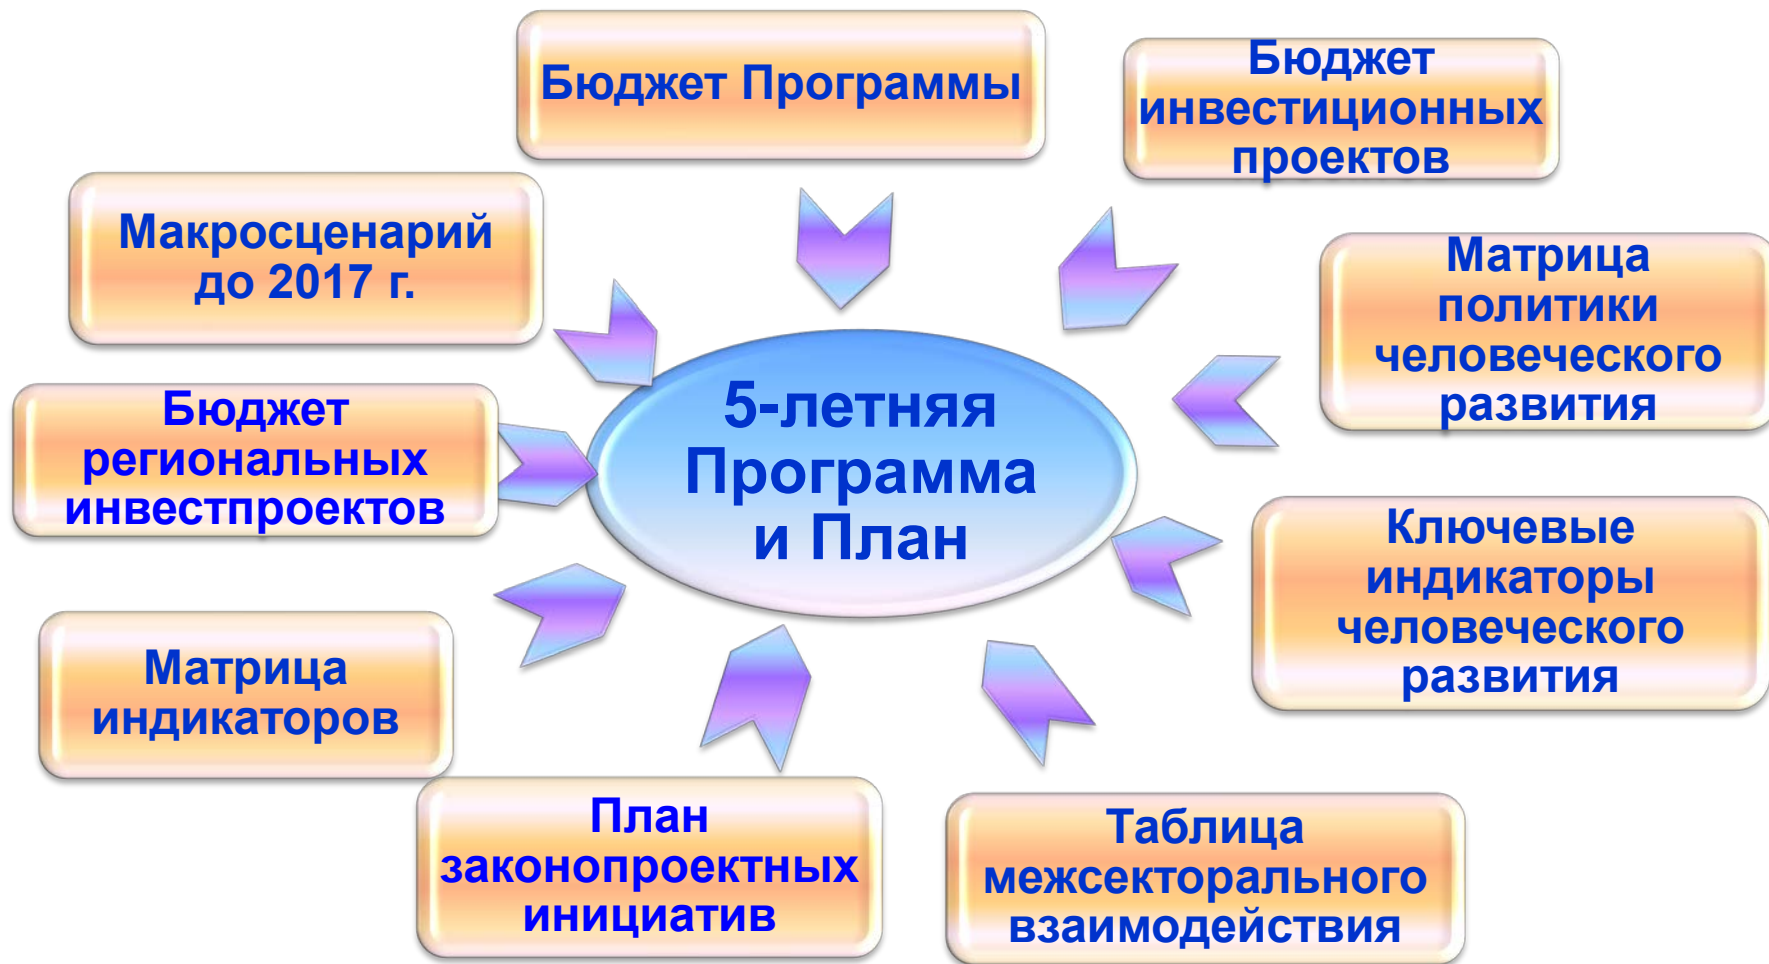 Бюджет Программы
Бюджет
инвестиционных
проектов
Макросценарий
до 2017 г.
Матрица
политики
человеческого
развития
Бюджет
региональных
инвестпроектов
5-летняя
Программа
и План
Ключевые
индикаторы
человеческого
развития
Матрица
индикаторов
План
законопроектных
инициатив
Таблица
межсекторального
взаимодействия